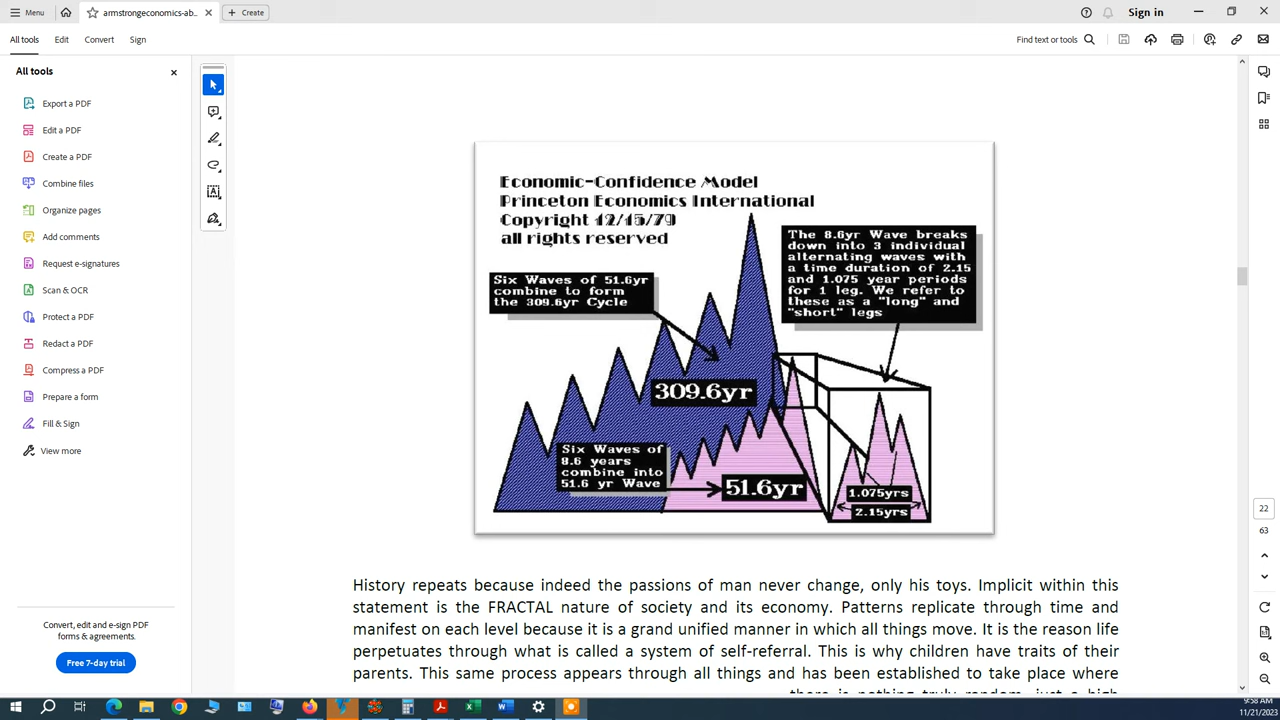 Menu
armstrongeconomics-ab...
Create
Sign in
All tools
Edit
Convert
Sign
Find text or tools
All tools
Export a PDF
Edit a PDF
Create a PDF
Combine files
Organize pages
Add comments
Request e-signatures
Scan & OCR
Protect a PDF
Redact a PDF
Compress a PDF
Prepare a form
Fill & Sign
View more
Convert, edit and e-sign PDF
forms & agreements.
Free 7-day trial
Economic-Confidence Model
Princeton Economics International
Copyright 12/15/79
all rights reserved
Six Waves of 51.6yr
combine to form
the 309.6yr Cycle
The 8.6yr Wave breaks
down into 3 individual
alternating waves with
a time duration of 2.15
and 1.075 year periods
for 1 leg. We refer to
these as a "long" and
"short" legs
309.6yr
Six Waves of
8.6 years
combine into
51.6 yr Wave
51.6yr
1.075yrs
2.15yrs
History repeats because indeed the passions of man never change, only his toys. Implicit within this
statement is the FRACTAL nature of society and its economy. Patterns replicate through time and
manifest on each level because it is a grand unified manner in which all things move. It is the reason life
perpetuates through what is called a system of self-referral. This is why children have traits of their
parents. This same process appears through all things and has been established to take place where
there is nothing truly random, just a high
22
63
9:58 AM
11/21/2023